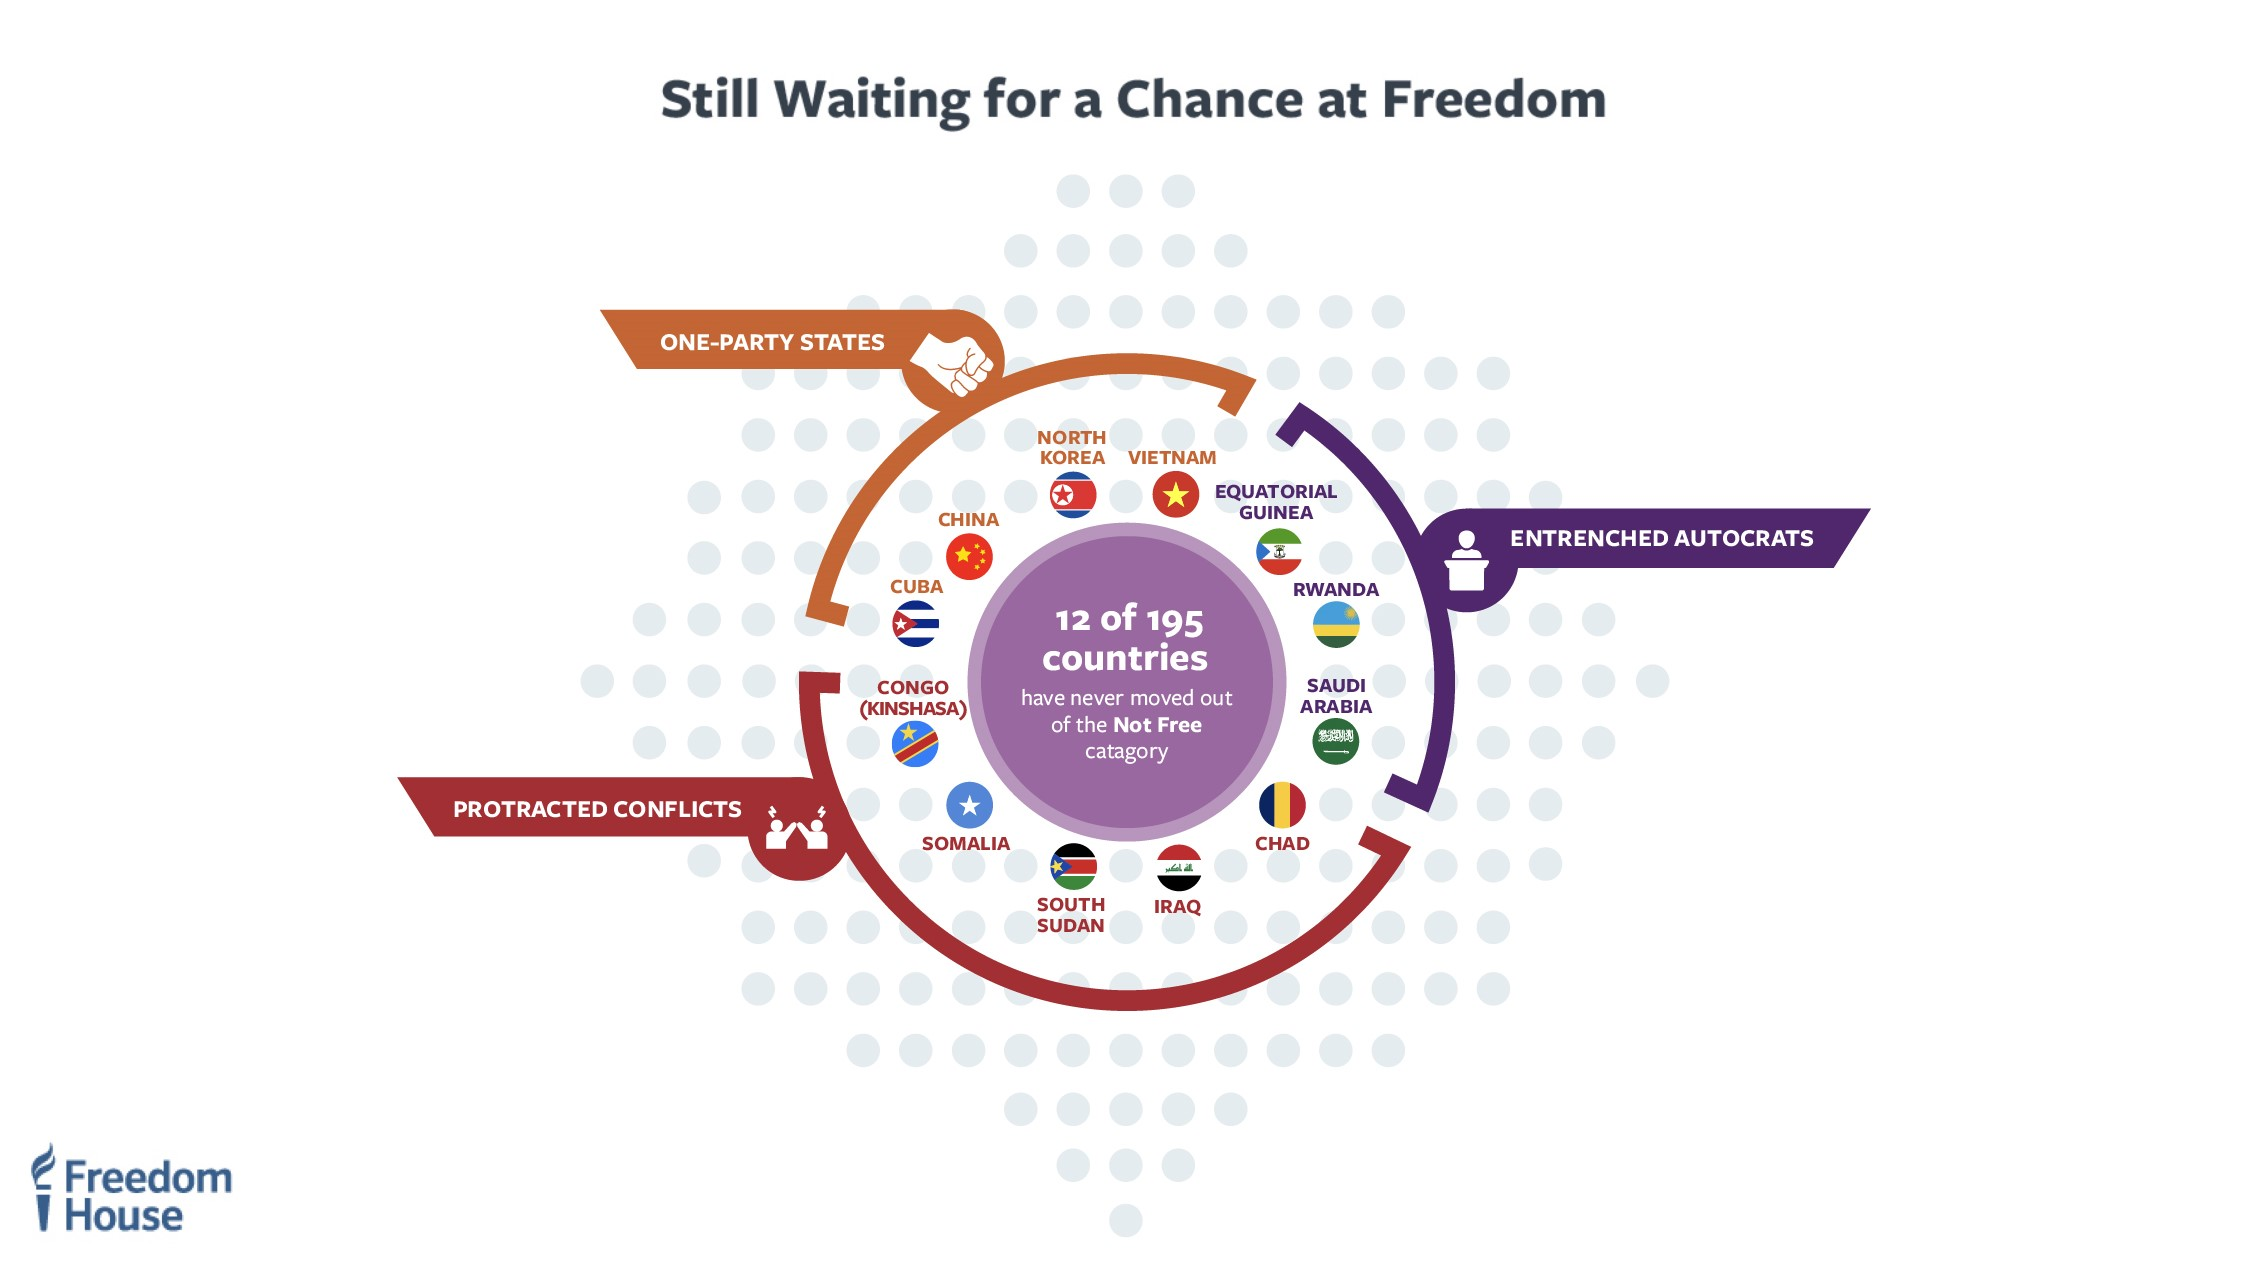 Still Waiting for a Chance at Freedom
ONE-PARTY STATES
NORTH
KOREA
VIETNAM
CHINA
CUBA
EQUATORIAL
GUINEA
RWANDA
SAUDI
ARABIA
ENTRENCHED AUTOCRATS
12 of 195
countries
have never moved out
of the Not Free
catagory
CONGO
(KINSHASA)
PROTRACTED CONFLICTS
SOMALIA
SOUTH
SUDAN
IRAQ
CHAD
Freedom
House